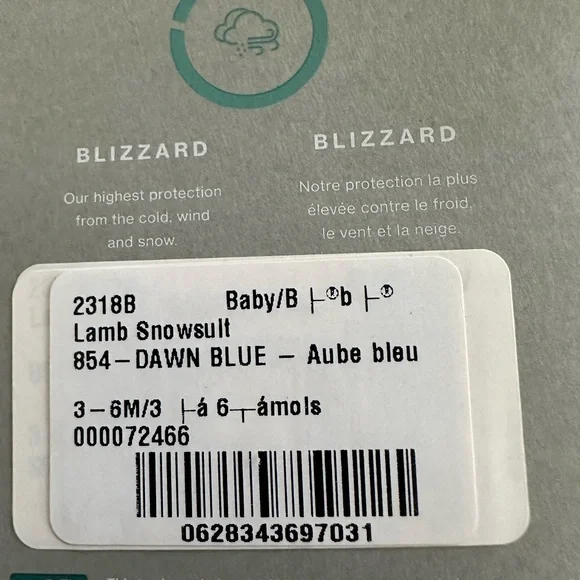 BLIZZARD
Our highest protection
from the cold, wind
and snow.
BLIZZARD
Notre protection la plus
élevée contre le froid,
le vent et la neige.
2318B Baby/B ├®b ├®
Lamb Snowsuit
854-DAWN BLUE - Aube bleu
3-6M/3 ├á 6┬ámois
000072466
0628343697031